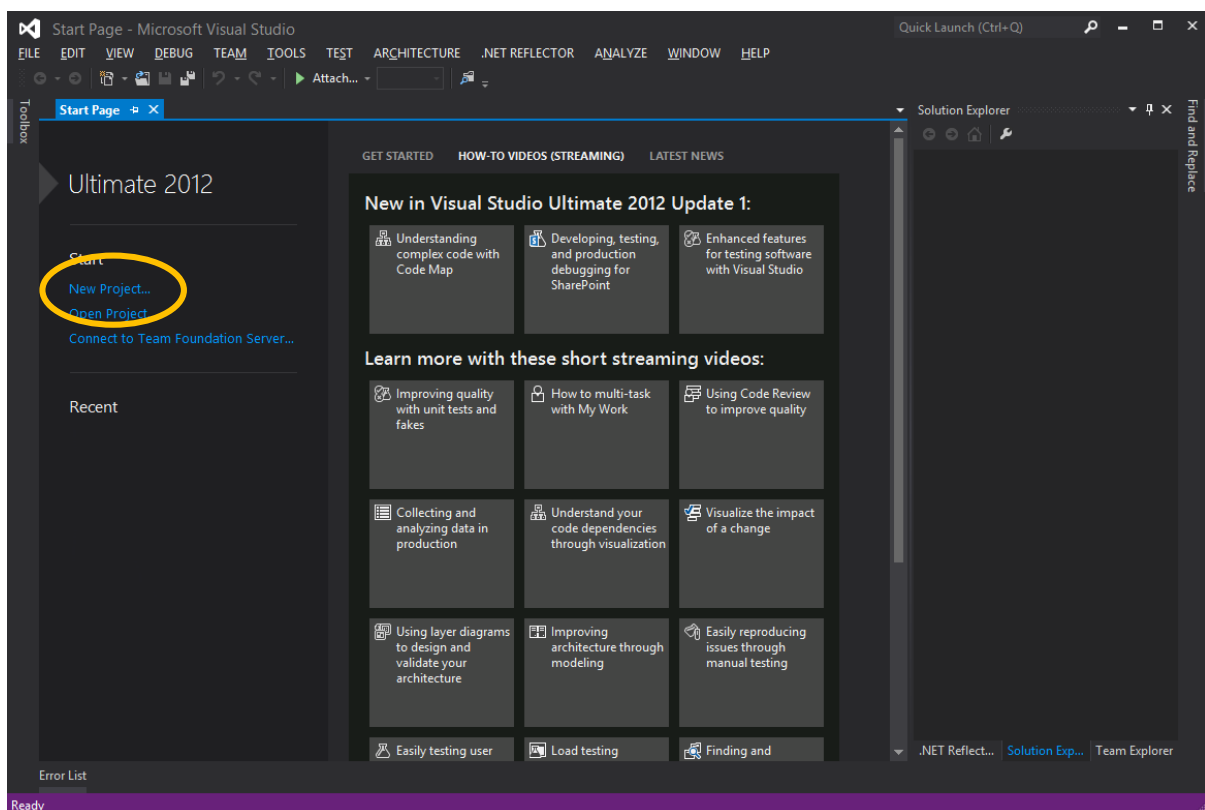 Start Page - Microsoft Visual Studio
Quick Launch (Ctrl+Q)
FILE EDIT VIEW DEBUG TEAM TOOLS TEST ARCHITECTURE .NET REFLECTOR ANALYZE WINDOW HELP
Attach...
Toolbox
Start Page
Solution Explorer
Find and Replace
Ultimate 2012
Start
New Project...
Open Project
Connect to Team Foundation Server...
Recent
GET STARTED HOW-TO VIDEOS (STREAMING) LATEST NEWS
New in Visual Studio Ultimate 2012 Update 1:
Understanding
complex code with
Code Map
Developing, testing,
and production
debugging for
SharePoint
Enhanced features
for testing software
with Visual Studio
Learn more with these short streaming videos:
Improving quality
with unit tests and
fakes
How to multi-task
with My Work
Using Code Review
to improve quality
Collecting and
analyzing data in
production
Understand your
code dependencies
through visualization
Visualize the impact
of a change
Using layer diagrams
to design and
validate your
architecture
Improving
architecture through
modeling
Easily reproducing
issues through
manual testing
Easily testing user
Load testing
Finding and
.NET Reflect... Solution Exp... Team Explorer
Error List
Ready